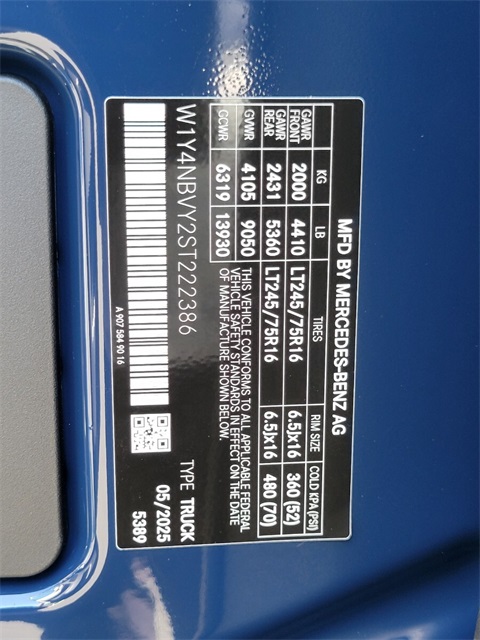 MFD BY MERCEDES-BENZ AG
KG LB TIRES RIM SIZE COLD KPA (PSI)
GAWR FRONT 2000 4410 LT245/75R16 6.5Jx16 360 (52)
GAWR REAR 2431 5360 LT245/75R16 6.5Jx16 480 (70)
GVWR 4105 9050
GCWR 6319 13930
THIS VEHICLE CONFORMS TO ALL APPLICABLE FEDERAL
VEHICLE SAFETY STANDARDS IN EFFECT ON THE DATE
OF MANUFACTURE SHOWN ABOVE.
W1Y4NBVY2ST222386
TYPE TRUCK
05/2025
5389
A 907 584 90 16